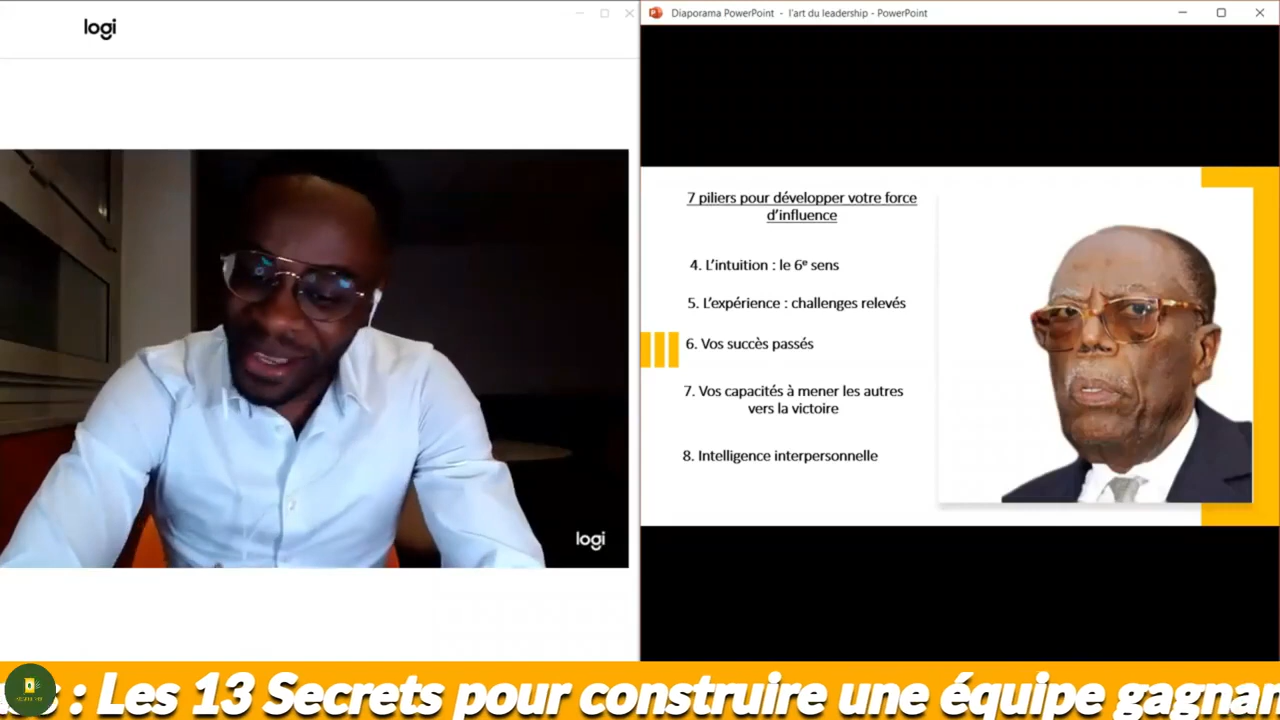 logi
Diaporama PowerPoint - l'art du leadership - PowerPoint
7 piliers pour développer votre force
d'influence
4. L'intuition : le 6e sens
5. L'expérience : challenges relevés
6. Vos succès passés
7. Vos capacités à mener les autres
vers la victoire
8. Intelligence interpersonnelle
logi
: Les 13 Secrets pour construire une équipe gagnan